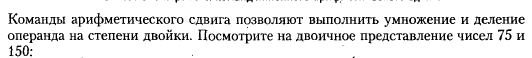 Команды арифметического сдвига позволяют выполнить умножение и деление
операнда на степени двойки. Посмотрите на двоичное представление чисел 75 и
150: